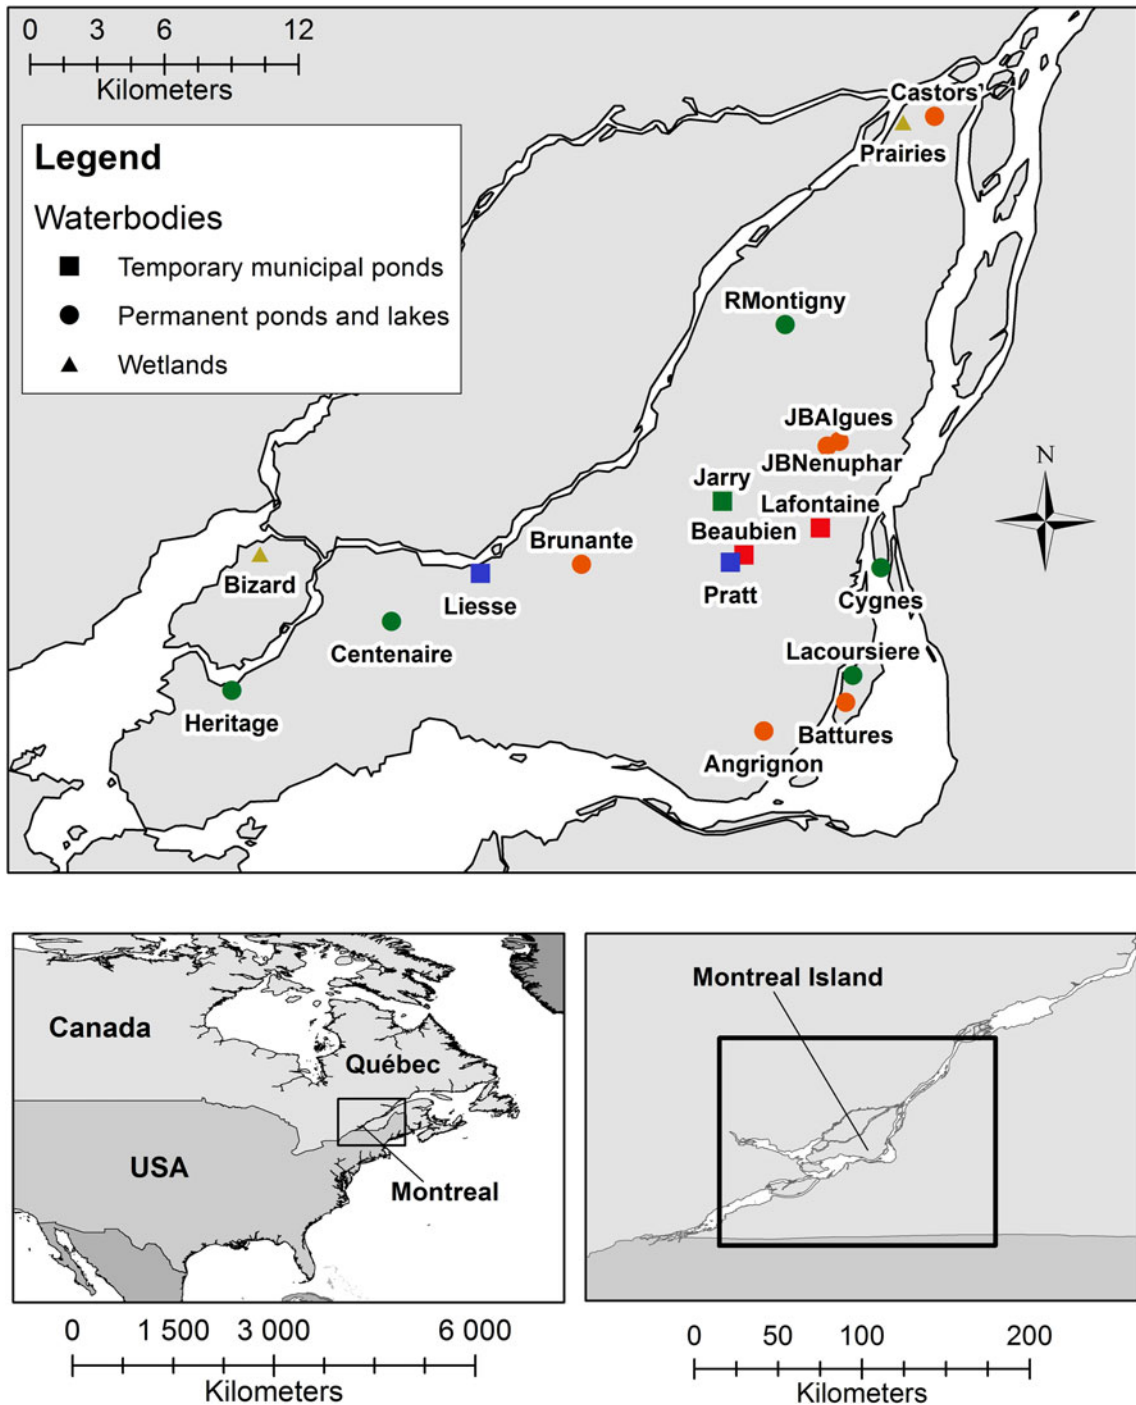 0 3 6 12
Kilometers
Legend
Waterbodies
Temporary municipal ponds
Permanent ponds and lakes
Wetlands
Castors
Prairies
RMontigny
JBAlgues
JBNenuphar
Jarry
Lafontaine
Beaubien
Brunante
Pratt
Bizard
Liesse
Cygnes
Centenaire
Lacoursiere
Heritage
Battures
Angrignon
N
Canada
Québec
USA
Montreal
0 1 500 3 000 6 000
Kilometers
Montreal Island
0 50 100 200
Kilometers